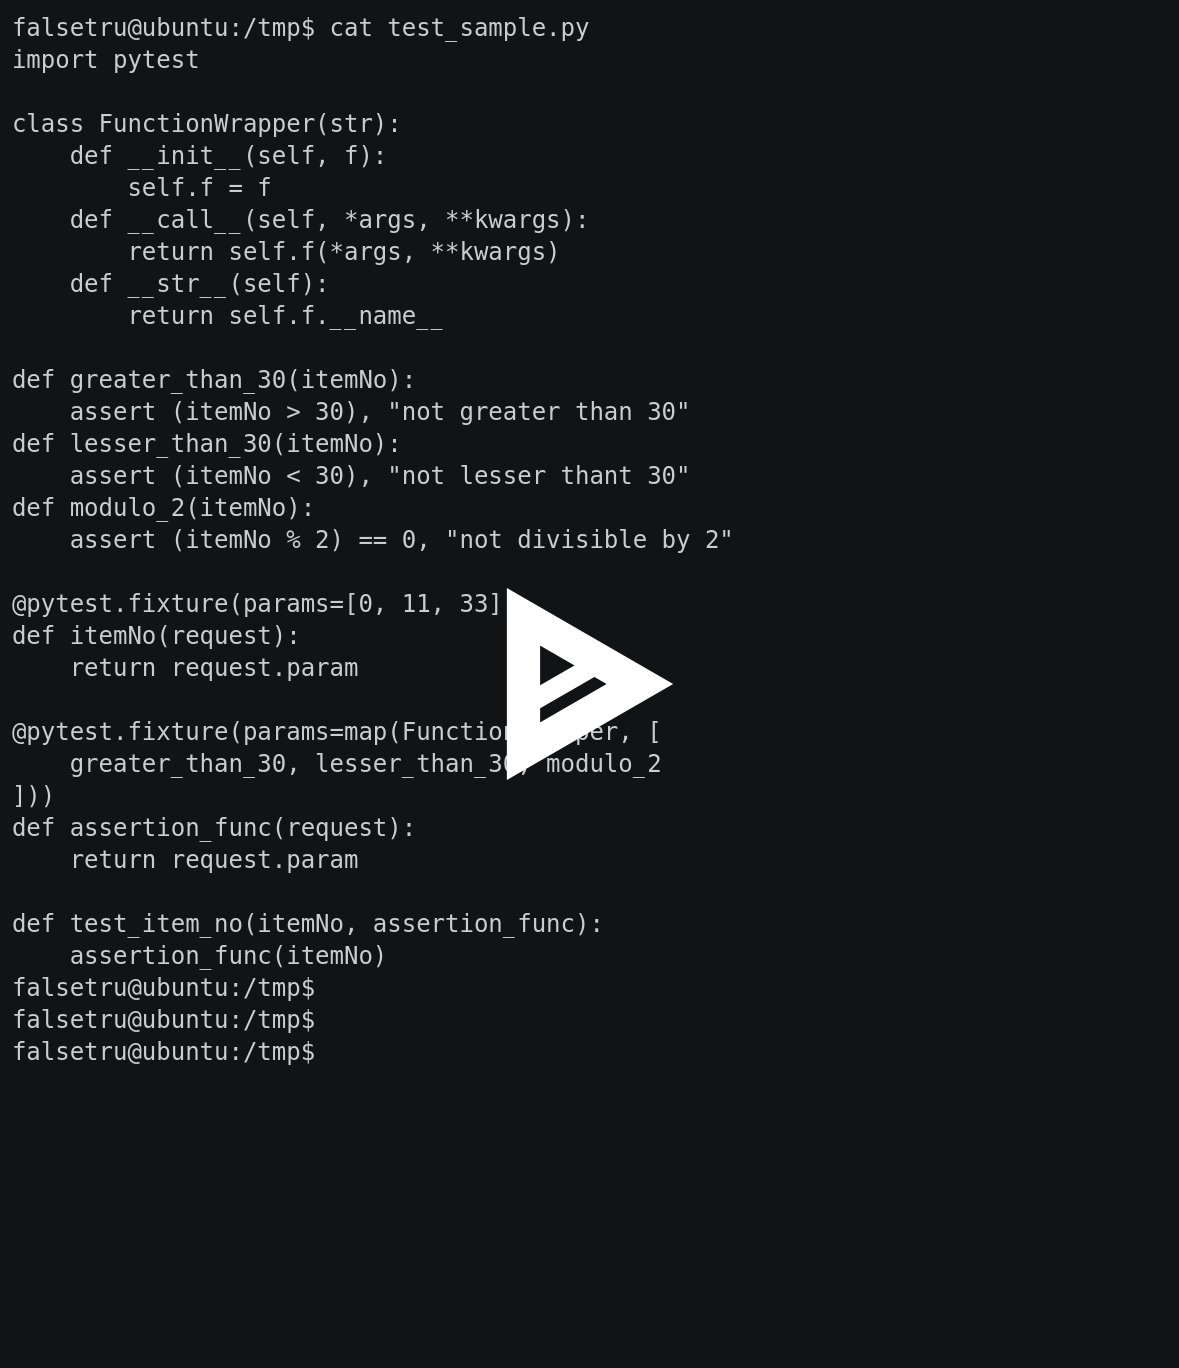 falsetru@ubuntu:/tmp$ cat test_sample.py
import pytest

class FunctionWrapper(str):
    def __init__(self, f):
        self.f = f
    def __call__(self, *args, **kwargs):
        return self.f(*args, **kwargs)
    def __str__(self):
        return self.f.__name__

def greater_than_30(itemNo):
    assert (itemNo > 30), "not greater than 30"
def lesser_than_30(itemNo):
    assert (itemNo < 30), "not lesser thant 30"
def modulo_2(itemNo):
    assert (itemNo % 2) == 0, "not divisible by 2"

@pytest.fixture(params=[0, 11, 33]
def itemNo(request):
    return request.param

@pytest.fixture(params=map(Function per, [
    greater_than_30, lesser_than_30, modulo_2
]))
def assertion_func(request):
    return request.param

def test_item_no(itemNo, assertion_func):
    assertion_func(itemNo)
falsetru@ubuntu:/tmp$
falsetru@ubuntu:/tmp$
falsetru@ubuntu:/tmp$